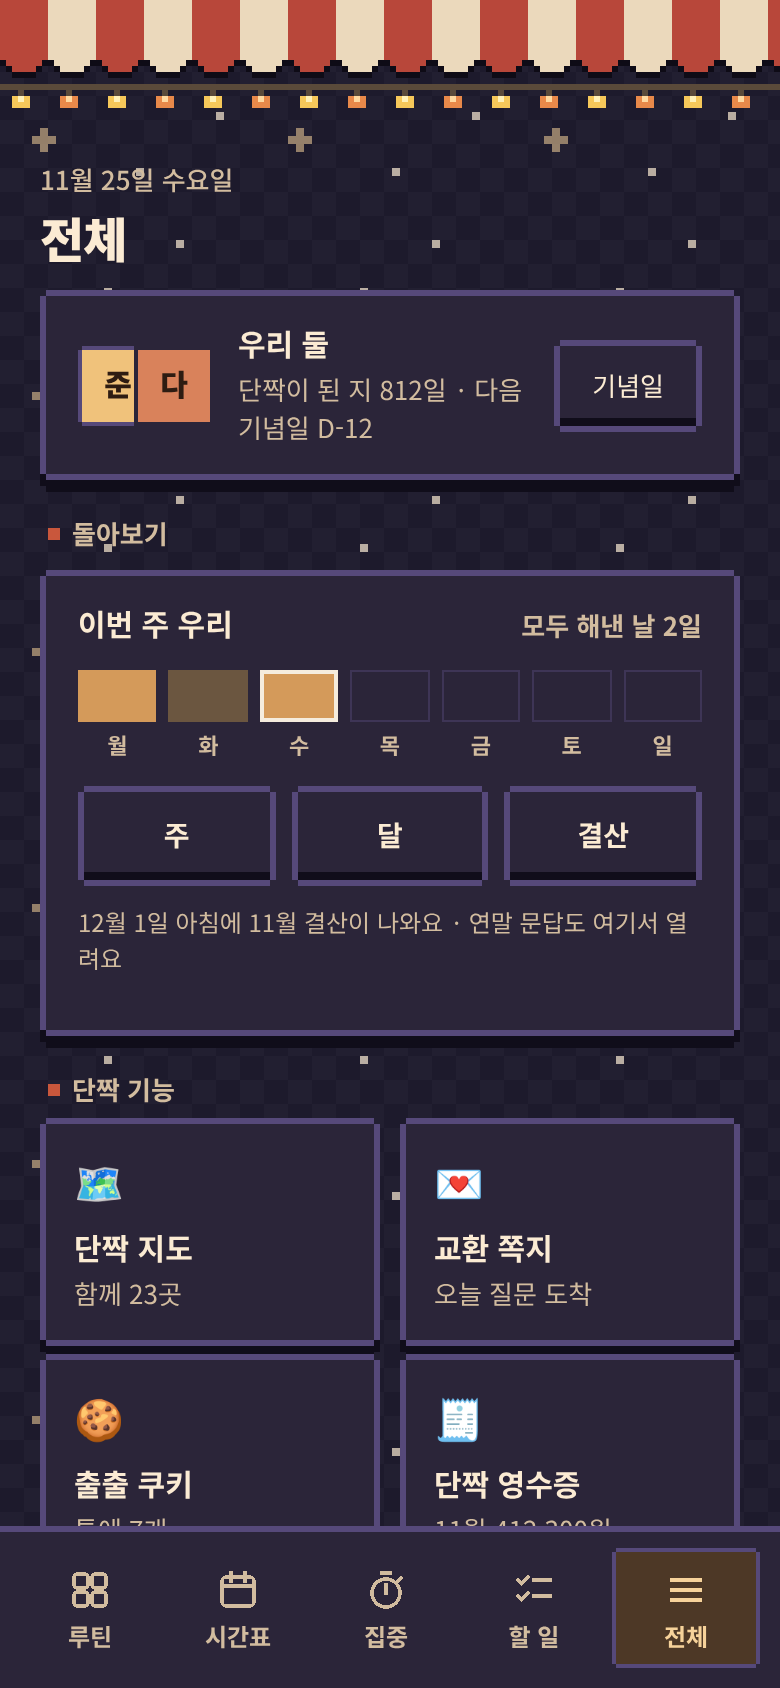 11월 25일 수요일
전체
준 다
우리 둘
단짝이 된 지 812일 · 다음
기념일 D-12
기념일
돌아보기
이번 주 우리
모두 해낸 날 2일
월 화 수 목 금 토 일
주 달 결산
12월 1일 아침에 11월 결산이 나와요 · 연말 문답도 여기서 열
려요
단짝 기능
단짝 지도
함께 23곳
교환 쪽지
오늘 질문 도착
출출 쿠키
단짝 영수증
루틴 시간표 집중 할 일 전체